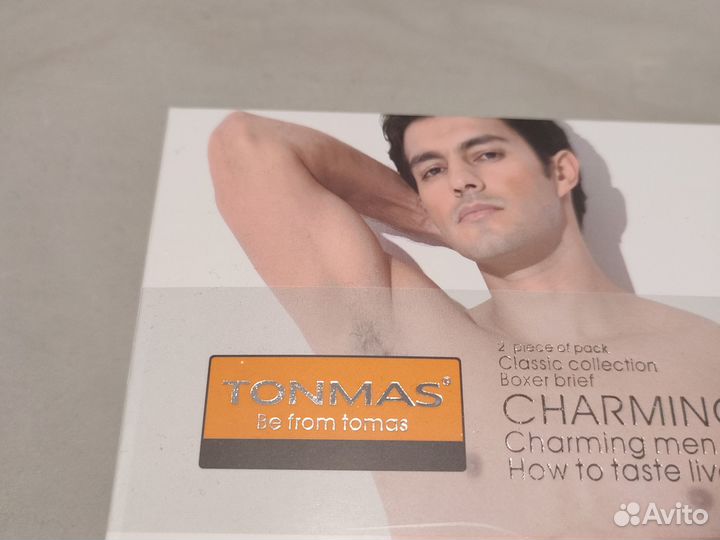 TONMAS®
Be from tomas
2 piece of pack
Classic collection
Boxer brief
CHARMING
Charming men
How to taste live
Avito